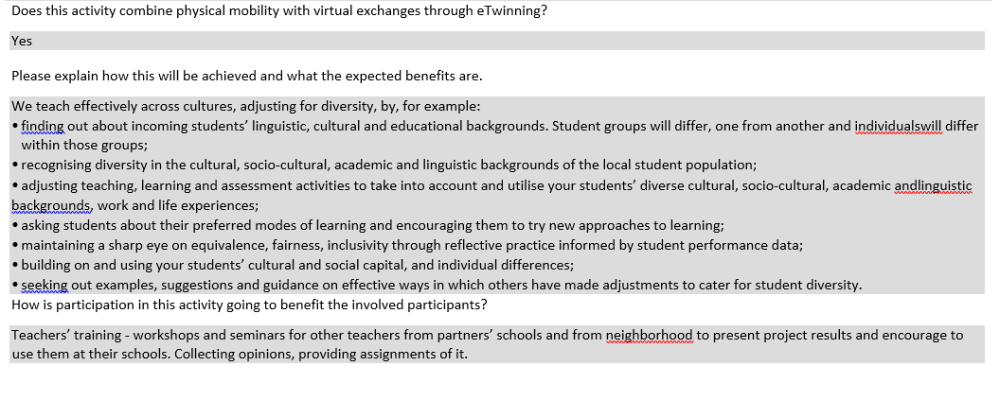 Does this activity combine physical mobility with virtual exchanges through eTwinning?
Yes
Please explain how this will be achieved and what the expected benefits are.
We teach effectively across cultures, adjusting for diversity, by, for example:
• finding out about incoming students’ linguistic, cultural and educational backgrounds. Student groups will differ, one from another and individualswill differ
within those groups;
• recognising diversity in the cultural, socio-cultural, academic and linguistic backgrounds of the local student population;
• adjusting teaching, learning and assessment activities to take into account and utilise your students’ diverse cultural, socio-cultural, academic andlinguistic
backgrounds, work and life experiences;
• asking students about their preferred modes of learning and encouraging them to try new approaches to learning;
• maintaining a sharp eye on equivalence, fairness, inclusivity through reflective practice informed by student performance data;
• building on and using your students’ cultural and social capital, and individual differences;
• seeking out examples, suggestions and guidance on effective ways in which others have made adjustments to cater for student diversity.
How is participation in this activity going to benefit the involved participants?
Teachers’ training - workshops and seminars for other teachers from partners’ schools and from neighborhood to present project results and encourage to
use them at their schools. Collecting opinions, providing assignments of it.